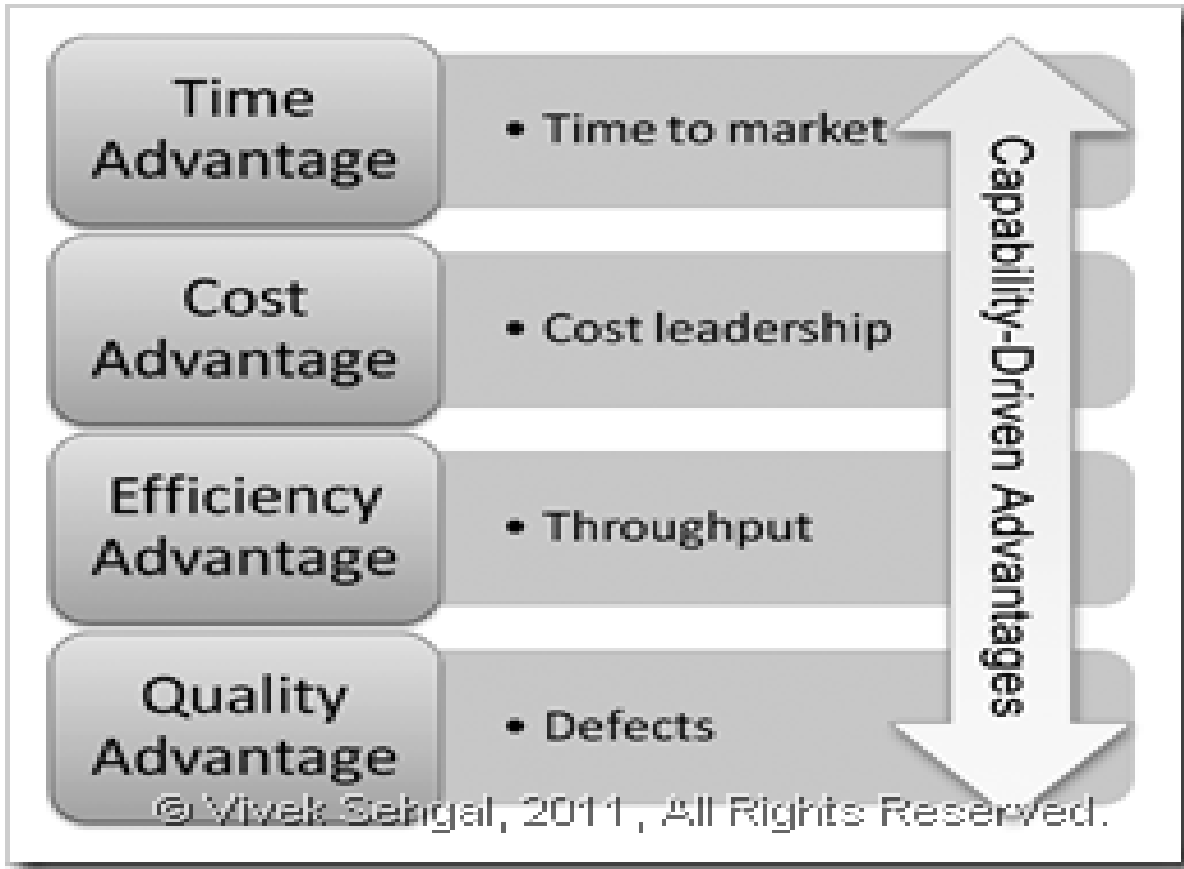 Time
Advantage
• Time to market
Cost
Advantage
• Cost leadership
Efficiency
Advantage
• Throughput
Quality
Advantage
• Defects
Capability-Driven Advantages
© Vivek Sehgal, 2011, All Rights Reserved.